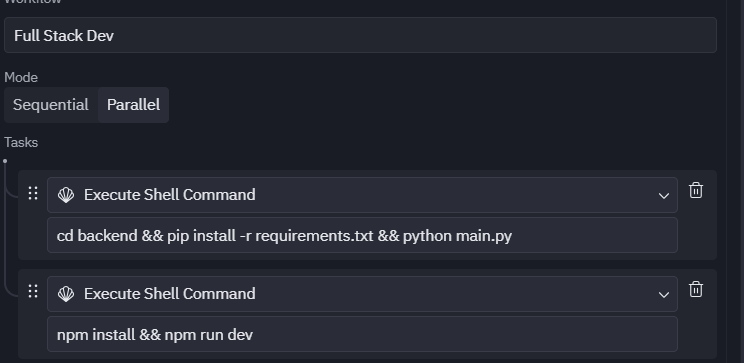 Workflow
Full Stack Dev
Mode
Sequential Parallel
Tasks
Execute Shell Command
cd backend && pip install -r requirements.txt && python main.py
Execute Shell Command
npm install && npm run dev